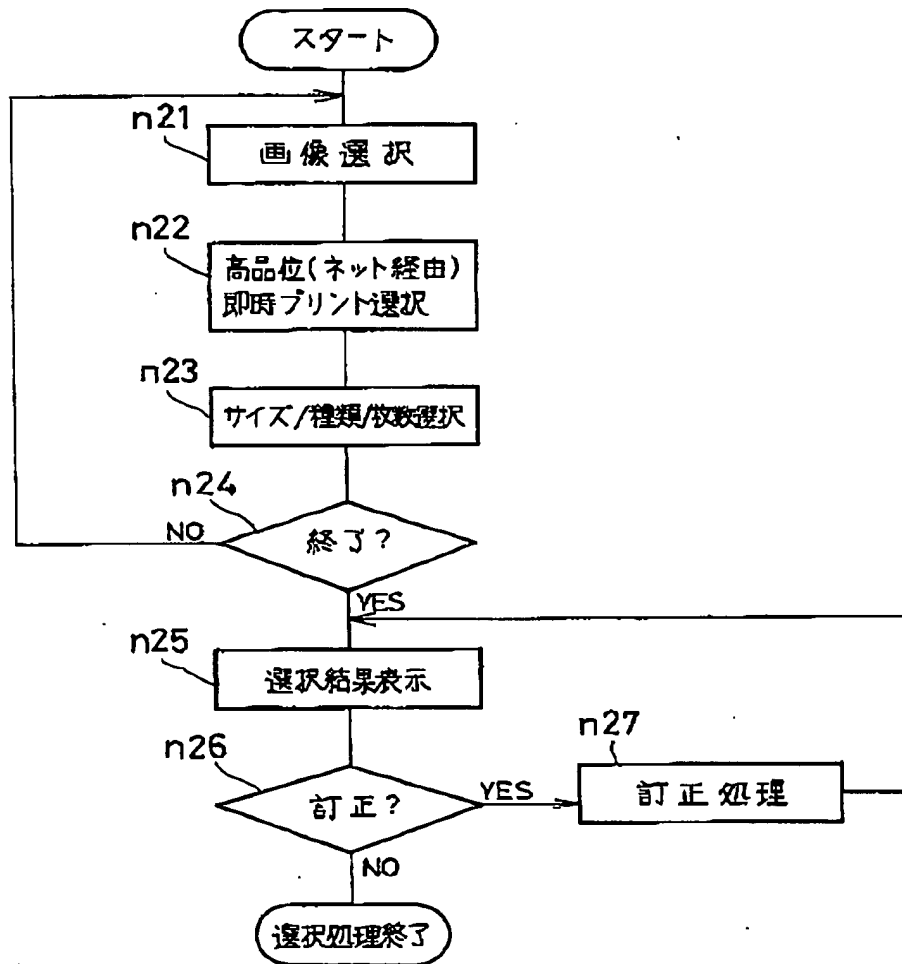 スタート
n21
画像選択
n22
高品位(ネット経由)
即時プリント選択
n23
サイズ/種類/枚数選択
n24
NO
終了?
YES
n25
選択結果表示
n26
訂正?
YES
n27
訂正処理
NO
選択処理終了